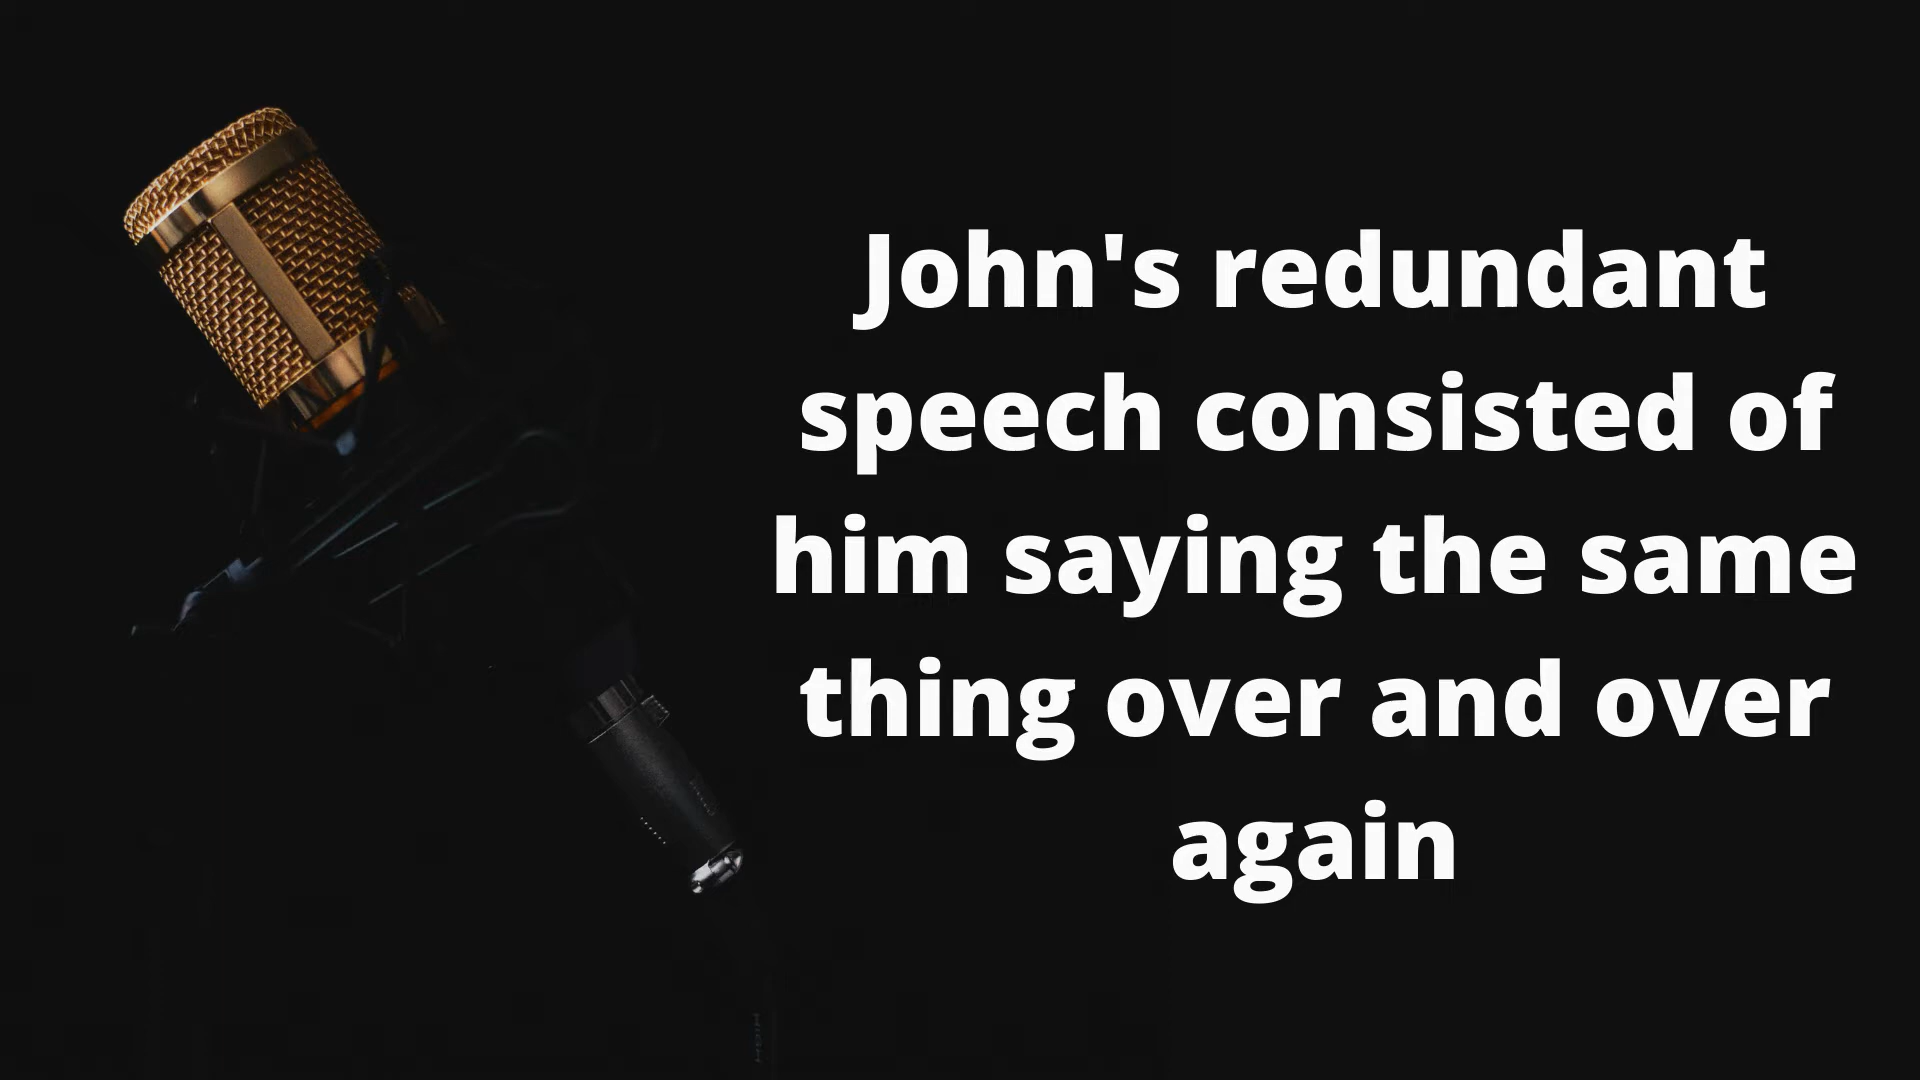 John's redundant
speech consisted of
him saying the same
thing over and over
again